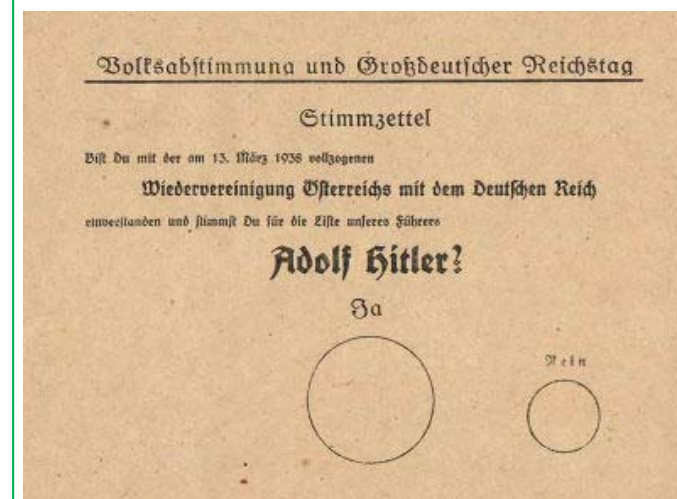 Volksabstimmung und Großdeutscher Reichstag
Stimmzettel
Bist Du mit der am 13. März 1938 vollzogenen
Wiedervereinigung Österreichs mit dem Deutschen Reich
einverstanden und stimmst Du für die Liste unseres Führers
Adolf Hitler?
Ja
Nein